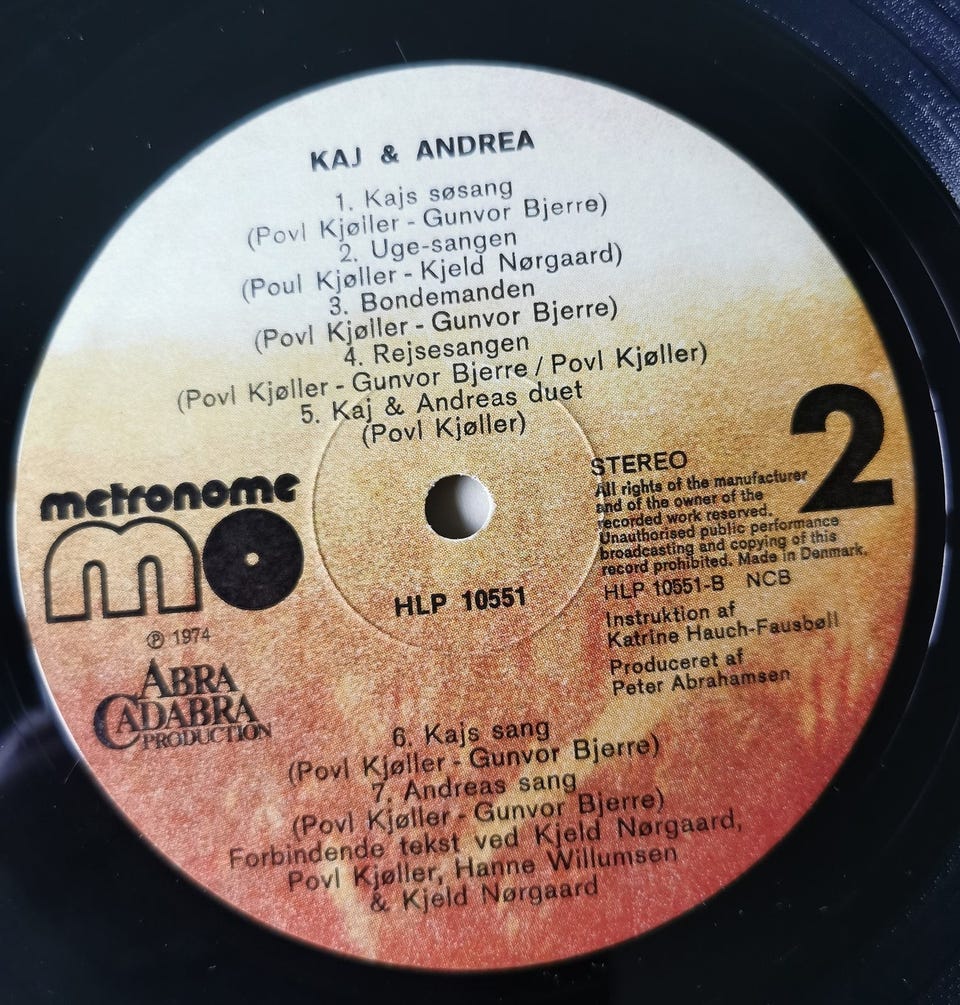 KAJ & ANDREA
1. Kajs søsang
(Povl Kjøller - Gunvor Bjerre)
2. Uge-sangen
(Poul Kjøller - Kjeld Nørgaard)
3. Bondemanden
(Povl Kjøller - Gunvor Bjerre)
4. Rejsesangen
(Povl Kjøller - Gunvor Bjerre / Povl Kjøller)
5. Kaj & Andreas duet
(Povl Kjøller)
metronome
mo
℗ 1974
ABRA
CADABRA
PRODUCTION
HLP 10551
2
STEREO
All rights of the manufacturer
and of the owner of the
recorded work reserved.
Unauthorised public performance
broadcasting and copying of this
record prohibited. Made in Denmark.
HLP 10551-B NCB
Instruktion af
Katrine Hauch-Fausbøll
Produceret af
Peter Abrahamsen
6. Kajs sang
(Povl Kjøller - Gunvor Bjerre)
7. Andreas sang
(Povl Kjøller - Gunvor Bjerre)
Forbindende tekst ved Kjeld Nørgaard,
Povl Kjøller, Hanne Willumsen
& Kjeld Nørgaard